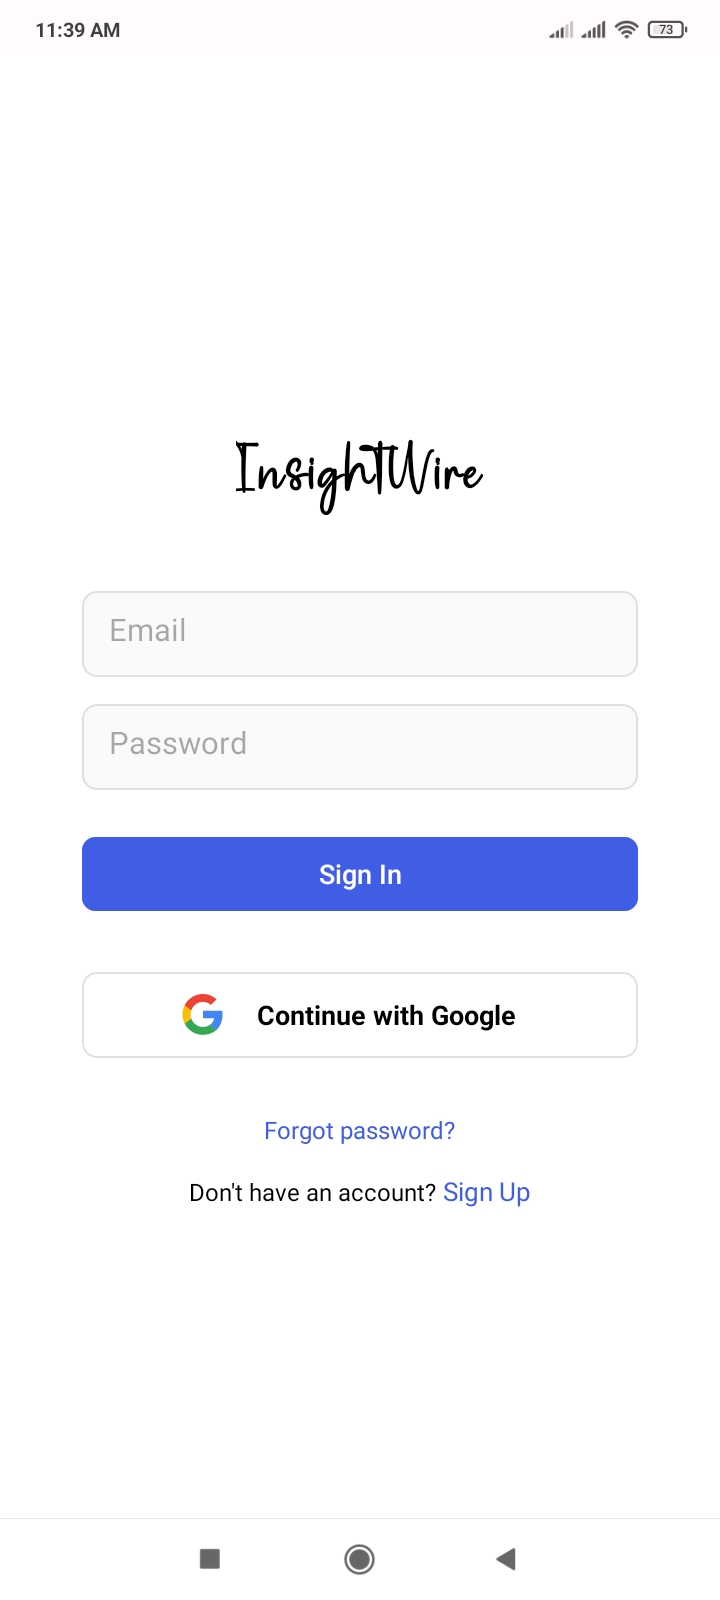 11:39 AM 73
InsightWire
Email
Password
Sign In
Continue with Google
Forgot password?
Don't have an account? Sign Up